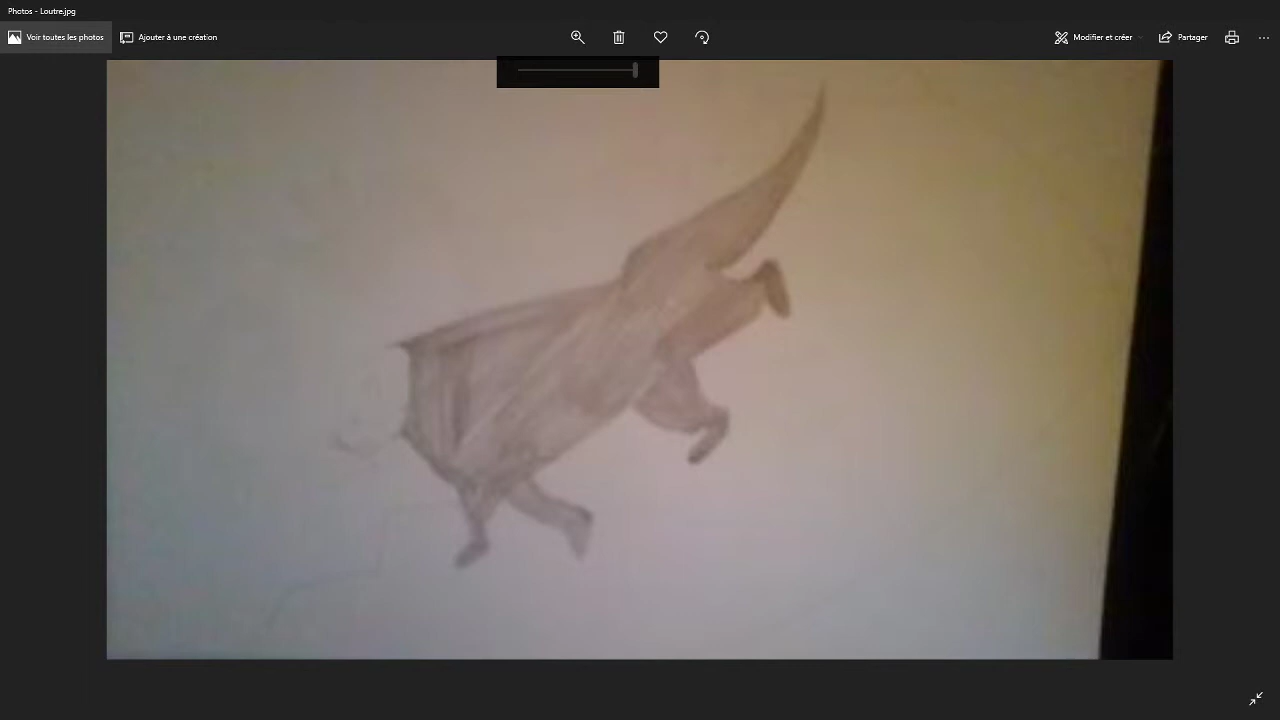 Photos - Loutre.jpg
Voir toutes les photos
Ajouter à une création
Modifier et créer
Partager